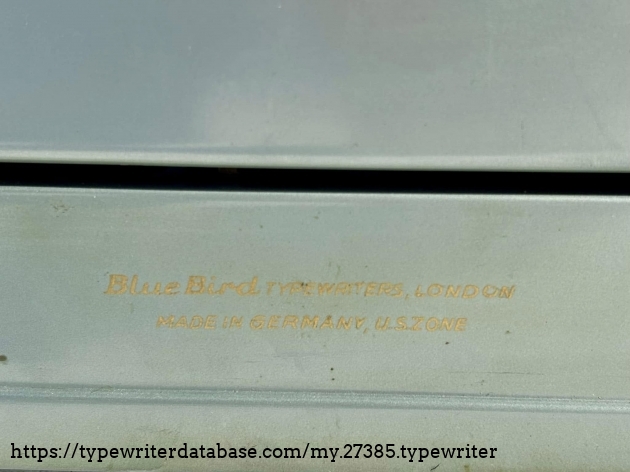 Blue Bird TYPEWRITERS, LONDON
MADE IN GERMANY, U.S.ZONE
https://typewriterdatabase.com/my.27385.typewriter